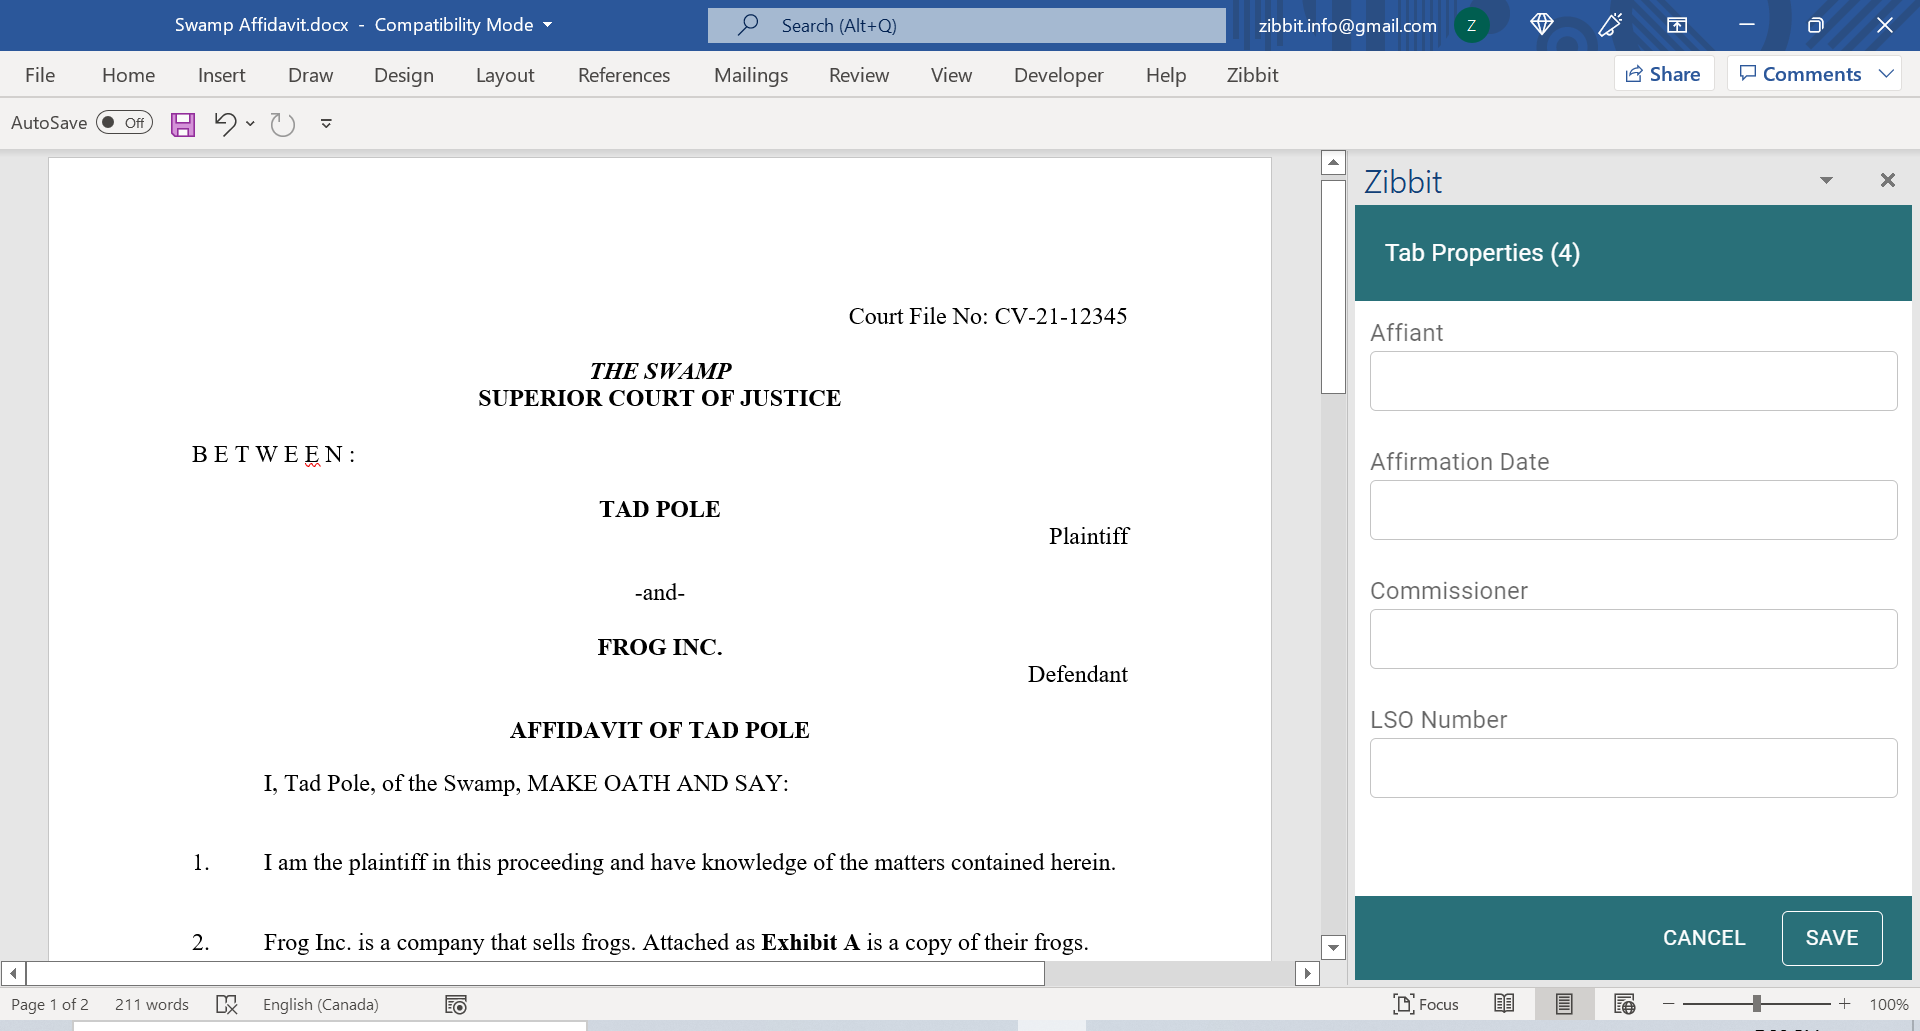 Swamp Affidavit.docx - Compatibility Mode
Search (Alt+Q)
zibbit.info@gmail.com
Z
File Home Insert Draw Design Layout References Mailings Review View Developer Help Zibbit
Share
Comments
AutoSave Off
Court File No: CV-21-12345
THE SWAMP
SUPERIOR COURT OF JUSTICE
B E T W E E N :
TAD POLE
Plaintiff
-and-
FROG INC.
Defendant
AFFIDAVIT OF TAD POLE
I, Tad Pole, of the Swamp, MAKE OATH AND SAY:
1. I am the plaintiff in this proceeding and have knowledge of the matters contained herein.
2. Frog Inc. is a company that sells frogs. Attached as Exhibit A is a copy of their frogs.
Zibbit
Tab Properties (4)
Affiant
Affirmation Date
Commissioner
LSO Number
CANCEL
SAVE
Page 1 of 2 211 words English (Canada)
Focus
100%